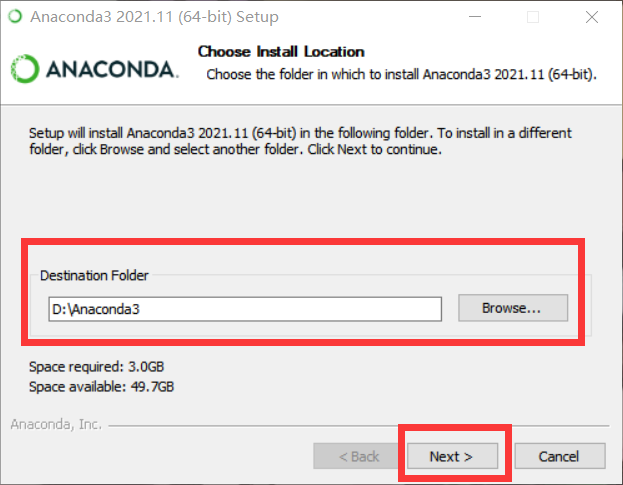 Anaconda3 2021.11 (64-bit) Setup
ANACONDA.
Choose Install Location
Choose the folder in which to install Anaconda3 2021.11 (64-bit).
Setup will install Anaconda3 2021.11 (64-bit) in the following folder. To install in a different
folder, click Browse and select another folder. Click Next to continue.
Destination Folder
D:\Anaconda3
Browse...
Space required: 3.0GB
Space available: 49.7GB
Anaconda, Inc.
< Back
Next >
Cancel